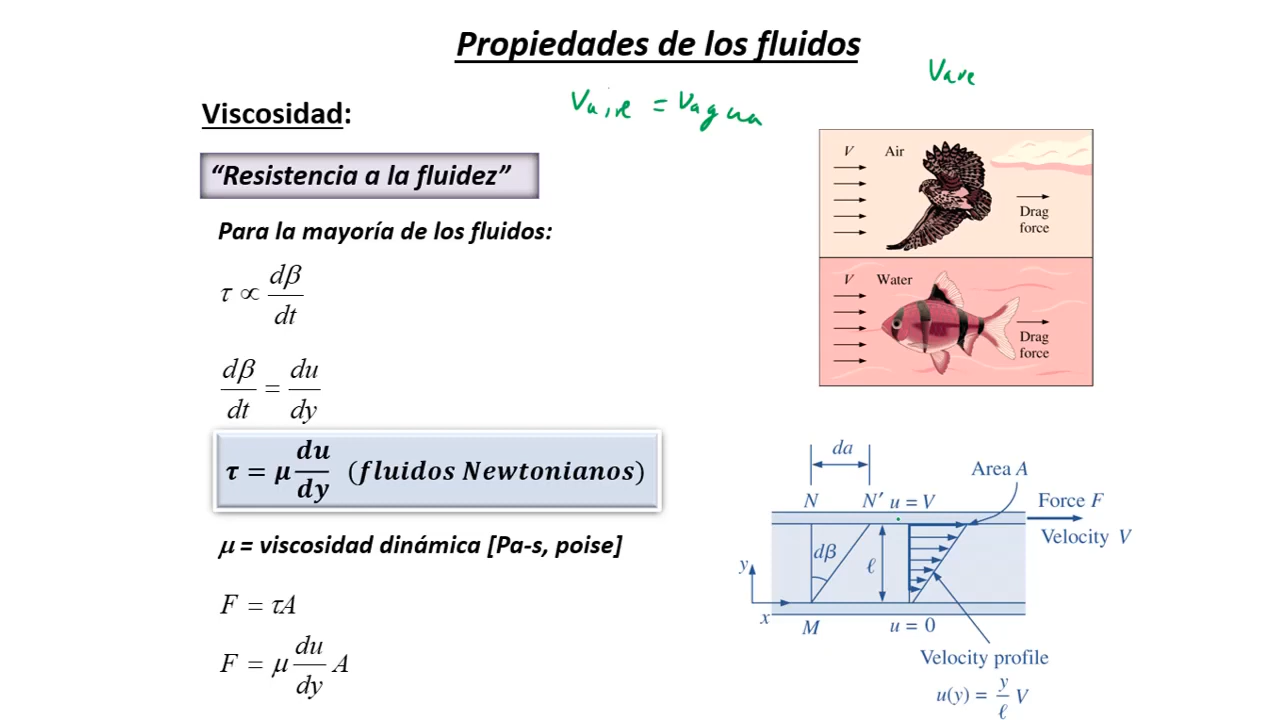 Propiedades de los fluidos
Vave
Vaire = Vagua
Viscosidad:
“Resistencia a la fluidez”
Para la mayoría de los fluidos:
τ ∝ dβ/dt
dβ/dt = du/dy
τ = μ du/dy (fluidos Newtonianos)
μ = viscosidad dinámica [Pa-s, poise]
F = τA
F = μ du/dy A
V Air
Drag
force
V Water
Drag
force
da
Area A
N N′ u = V
Force F
Velocity V
dβ
ℓ
y
x
M
u = 0
Velocity profile
u(y) = y/ℓ V